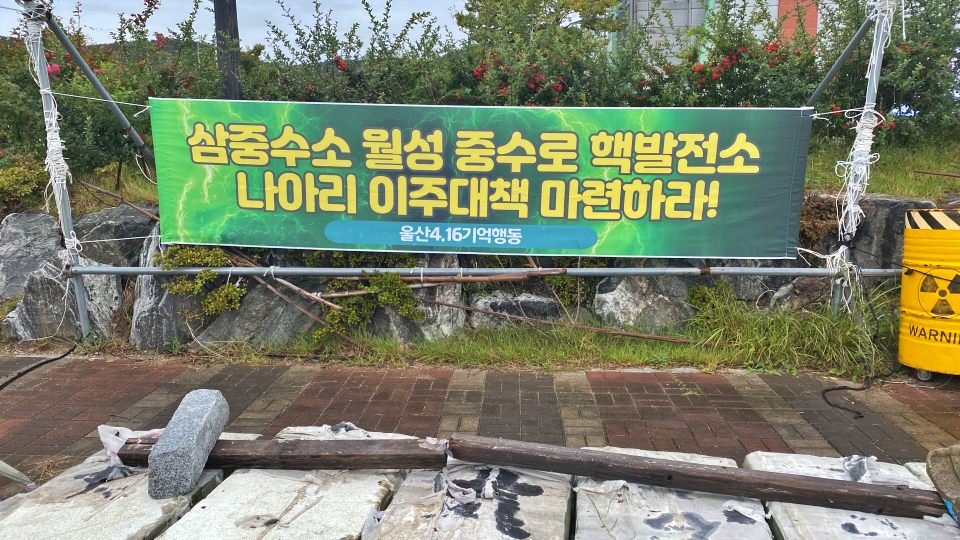 삼중수소 월성 중수로 핵발전소
나아리 이주대책 마련하라!
울산4.16기억행동
WARNIN